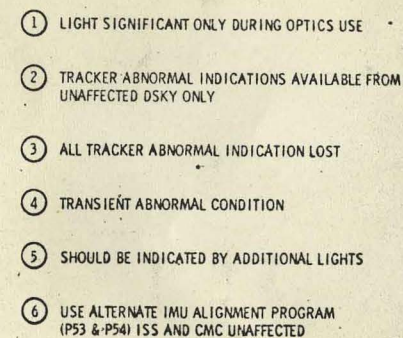 ① LIGHT SIGNIFICANT ONLY DURING OPTICS USE
② TRACKER ABNORMAL INDICATIONS AVAILABLE FROM
UNAFFECTED DSKY ONLY
③ ALL TRACKER ABNORMAL INDICATION LOST
④ TRANSIENT ABNORMAL CONDITION
⑤ SHOULD BE INDICATED BY ADDITIONAL LIGHTS
⑥ USE ALTERNATE IMU ALIGNMENT PROGRAM
(P53 & P54) ISS AND CMC UNAFFECTED